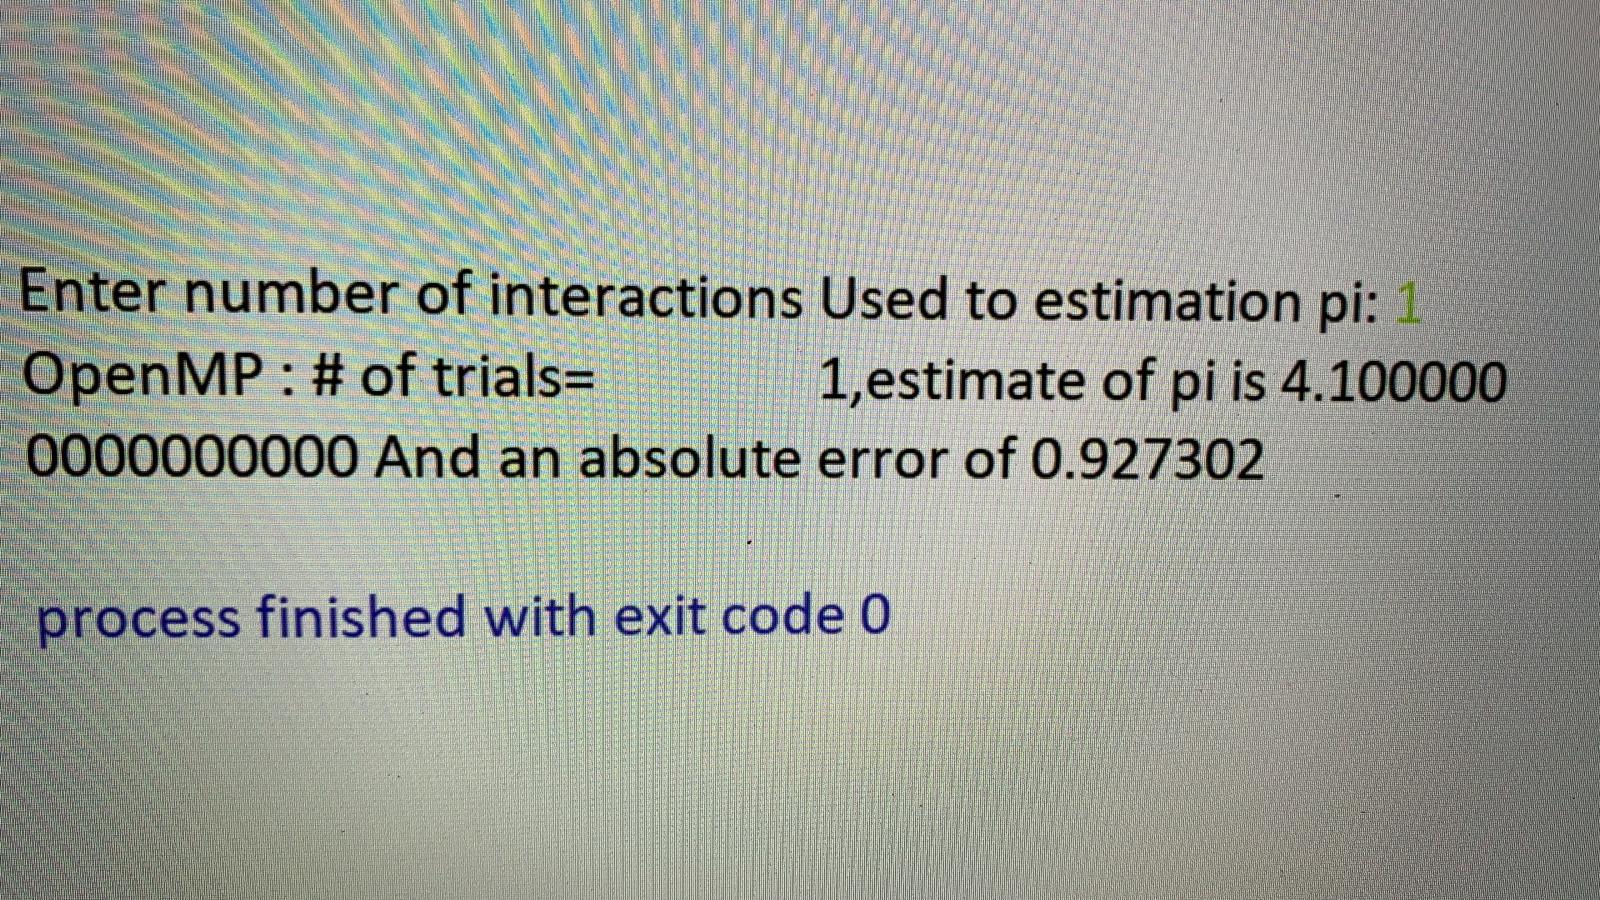 Enter number of interactions Used to estimation pi: 1
OpenMP : # of trials= 1,estimate of pi is 4.100000
0000000000 And an absolute error of 0.927302
process finished with exit code 0